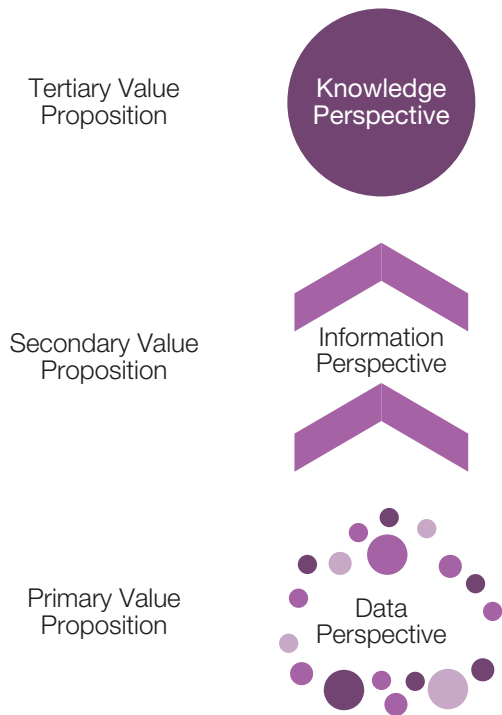 Tertiary Value
Proposition
Knowledge
Perspective
Secondary Value
Proposition
Information
Perspective
Primary Value
Proposition
Data
Perspective